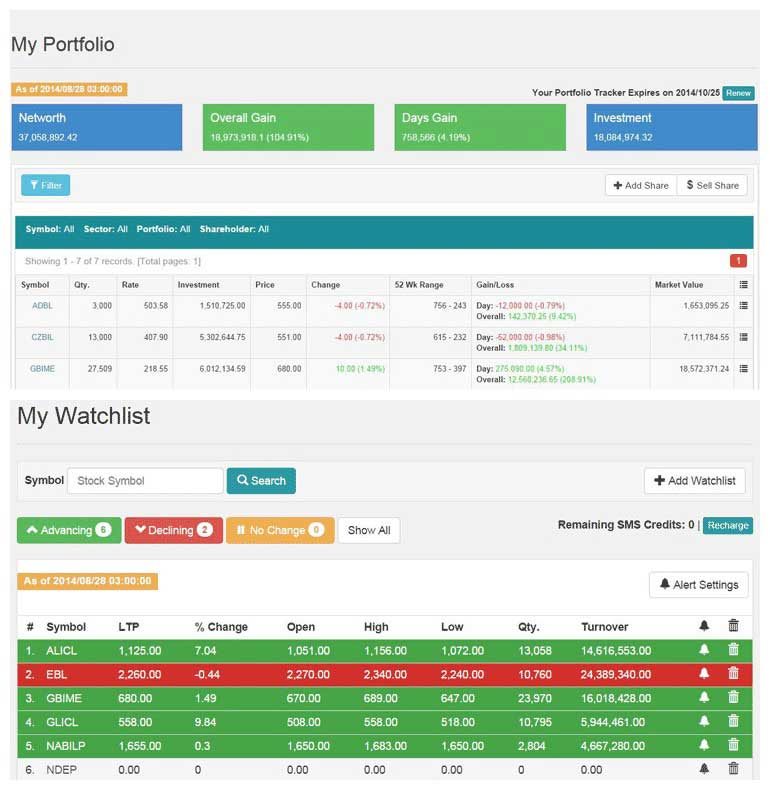 My Portfolio
As of 2014/08/28 03:00:00
Your Portfolio Tracker Expires on 2014/10/25 Renew
Networth Overall Gain Days Gain Investment
37,058,892.42 18,973,918.1 (104.91%) 758,566 (4.19%) 18,084,974.32
Filter Add Share $ Sell Share
Symbol: All Sector: All Portfolio: All Shareholder: All
Showing 1 - 7 of 7 records. [Total pages: 1] 1
Symbol Qty. Rate Investment Price Change 52 Wk Range Gain/Loss Market Value
ADBL 3,000 503.58 1,510,725.00 555.00 -4.00 (-0.72%) 756 - 243 Day: -12,000.00 (-0.79%) 1,653,095.25
Overall: 142,370.25 (9.42%)
CZBIL 13,000 407.90 5,302,644.75 551.00 -4.00 (-0.72%) 615 - 232 Day: -52,000.00 (-0.98%) 7,111,784.55
Overall: 1,809,139.80 (34.11%)
GBIME 27,509 218.55 6,012,134.59 680.00 10.00 (1.49%) 753 - 397 Day: 275,090.00 (4.57%) 18,572,371.24
Overall: 12,560,236.65 (208.91%)
My Watchlist
Symbol Stock Symbol Search Add Watchlist
Advancing 6 Declining 2 No Change 0 Show All Remaining SMS Credits: 0 | Recharge
As of 2014/08/28 03:00:00 Alert Settings
# Symbol LTP % Change Open High Low Qty. Turnover
1. ALICL 1,125.00 7.04 1,051.00 1,156.00 1,072.00 13,058 14,616,553.00
2. EBL 2,260.00 -0.44 2,270.00 2,340.00 2,240.00 10,760 24,389,340.00
3. GBIME 680.00 1.49 670.00 689.00 647.00 23,970 16,018,428.00
4. GLICL 558.00 9.84 508.00 558.00 518.00 10,795 5,944,461.00
5. NABILP 1,655.00 0.3 1,650.00 1,683.00 1,650.00 2,804 4,667,280.00
6. NDEP 0.00 0 0.00 0.00 0.00 0 0.00